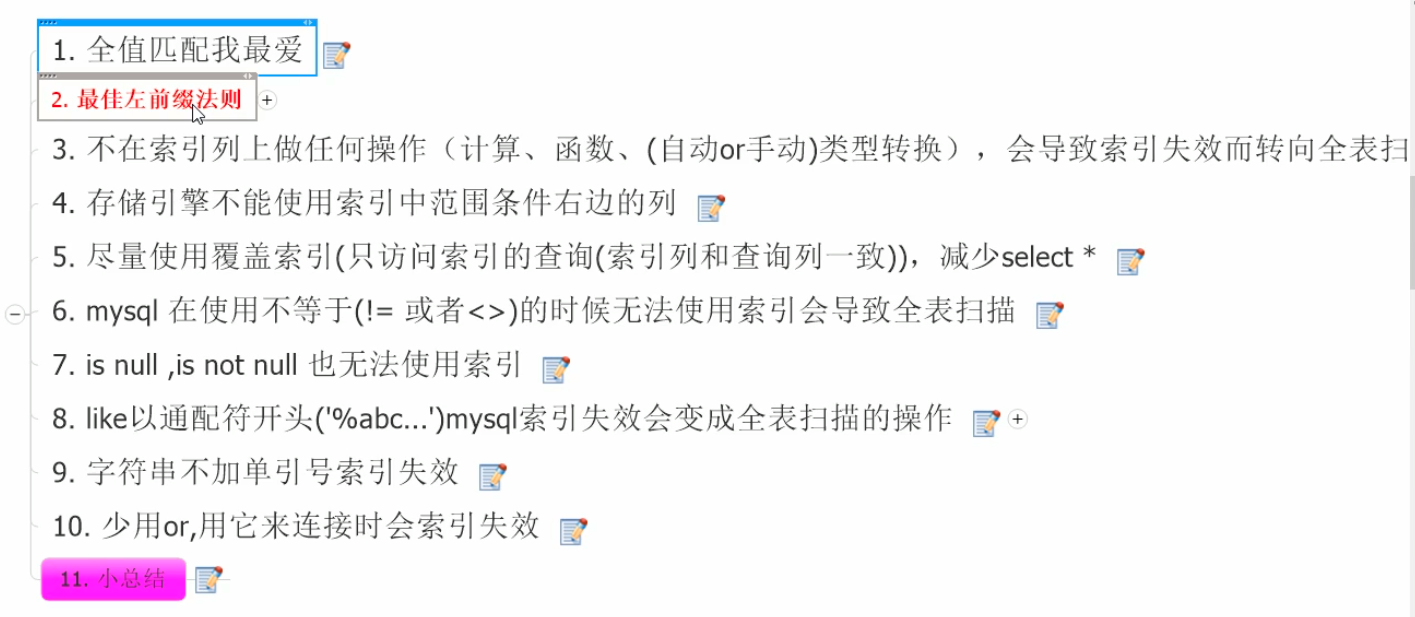 1. 全值匹配我最爱
2. 最佳左前缀法则
3. 不在索引列上做任何操作（计算、函数、(自动or手动)类型转换），会导致索引失效而转向全表扫
4. 存储引擎不能使用索引中范围条件右边的列
5. 尽量使用覆盖索引(只访问索引的查询(索引列和查询列一致))，减少select *
6. mysql 在使用不等于(!= 或者<>)的时候无法使用索引会导致全表扫描
7. is null ,is not null 也无法使用索引
8. like以通配符开头('%abc...')mysql索引失效会变成全表扫描的操作
9. 字符串不加单引号索引失效
10. 少用or,用它来连接时会索引失效
11. 小总结